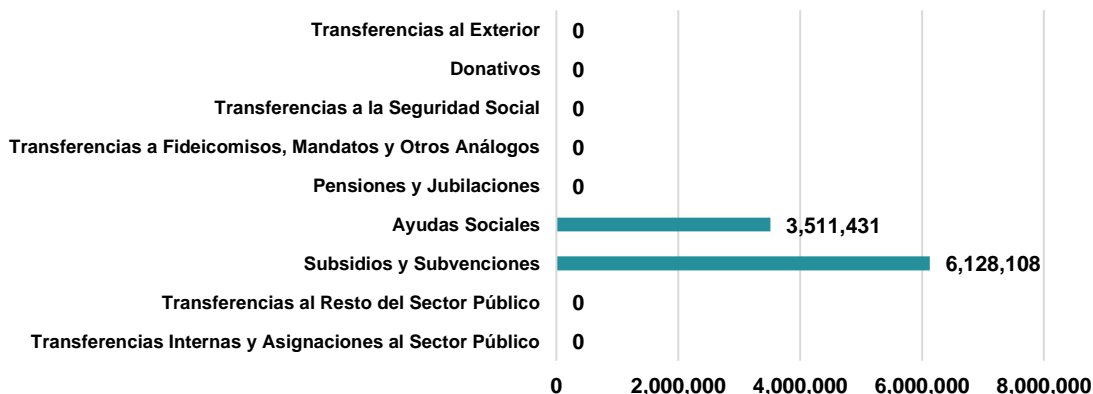 Transferencias al Exterior 0
Donativos 0
Transferencias a la Seguridad Social 0
Transferencias a Fideicomisos, Mandatos y Otros Análogos 0
Pensiones y Jubilaciones 0
Ayudas Sociales 3,511,431
Subsidios y Subvenciones 6,128,108
Transferencias al Resto del Sector Público 0
Transferencias Internas y Asignaciones al Sector Público 0
0 2,000,000 4,000,000 6,000,000 8,000,000